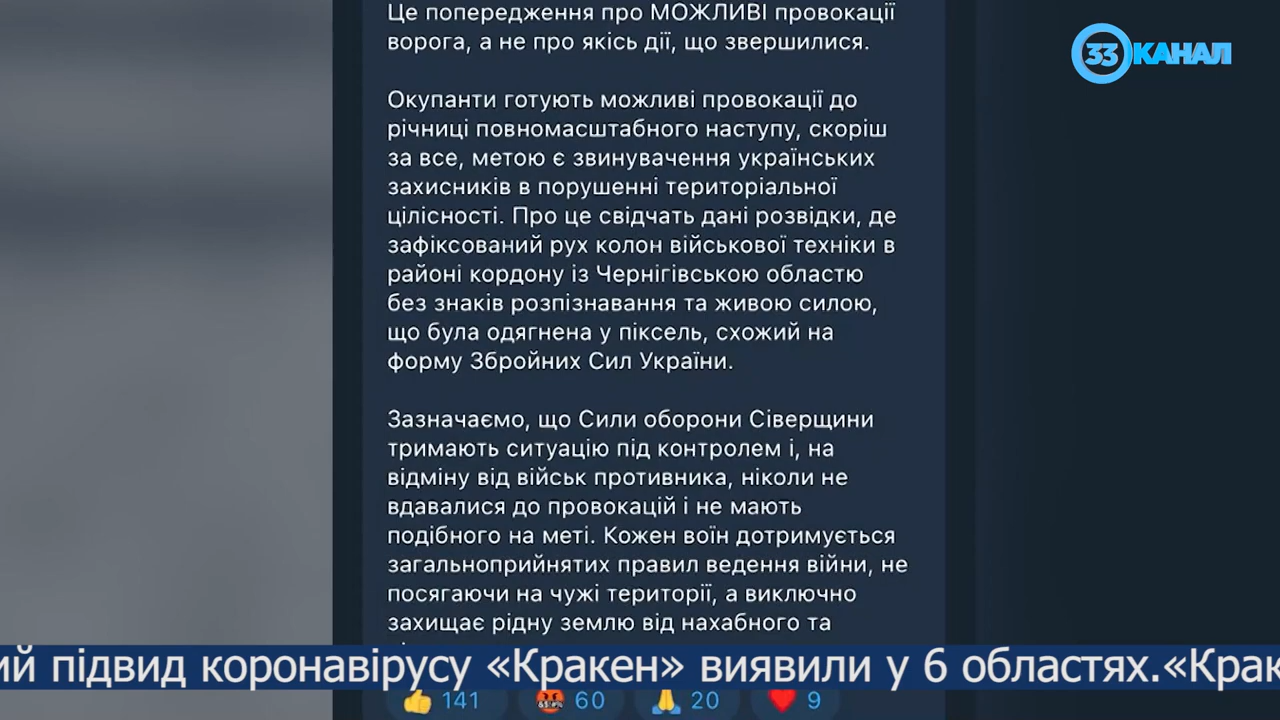 Це попередження про МОЖЛИВІ провокації
ворога, а не про якісь дії, що звершилися.
33 КАНАЛ
Окупанти готують можливі провокації до
річниці повномасштабного наступу, скоріш
за все, метою є звинувачення українських
захисників в порушенні територіальної
цілісності. Про це свідчать дані розвідки, де
зафіксований рух колон військової техніки в
районі кордону із Чернігівською областю
без знаків розпізнавання та живою силою,
що була одягнена у піксель, схожий на
форму Збройних Сил України.
Зазначаємо, що Сили оборони Сіверщини
тримають ситуацію під контролем і, на
відміну від військ противника, ніколи не
вдавалися до провокацій і не мають
подібного на меті. Кожен воїн дотримується
загальноприйнятих правил ведення війни, не
посягаючи на чужі території, а виключно
захищає рідну землю від нахабного та
ий підвид коронавірусу «Кракен» виявили у 6 областях.«Крак
141 60 20 9